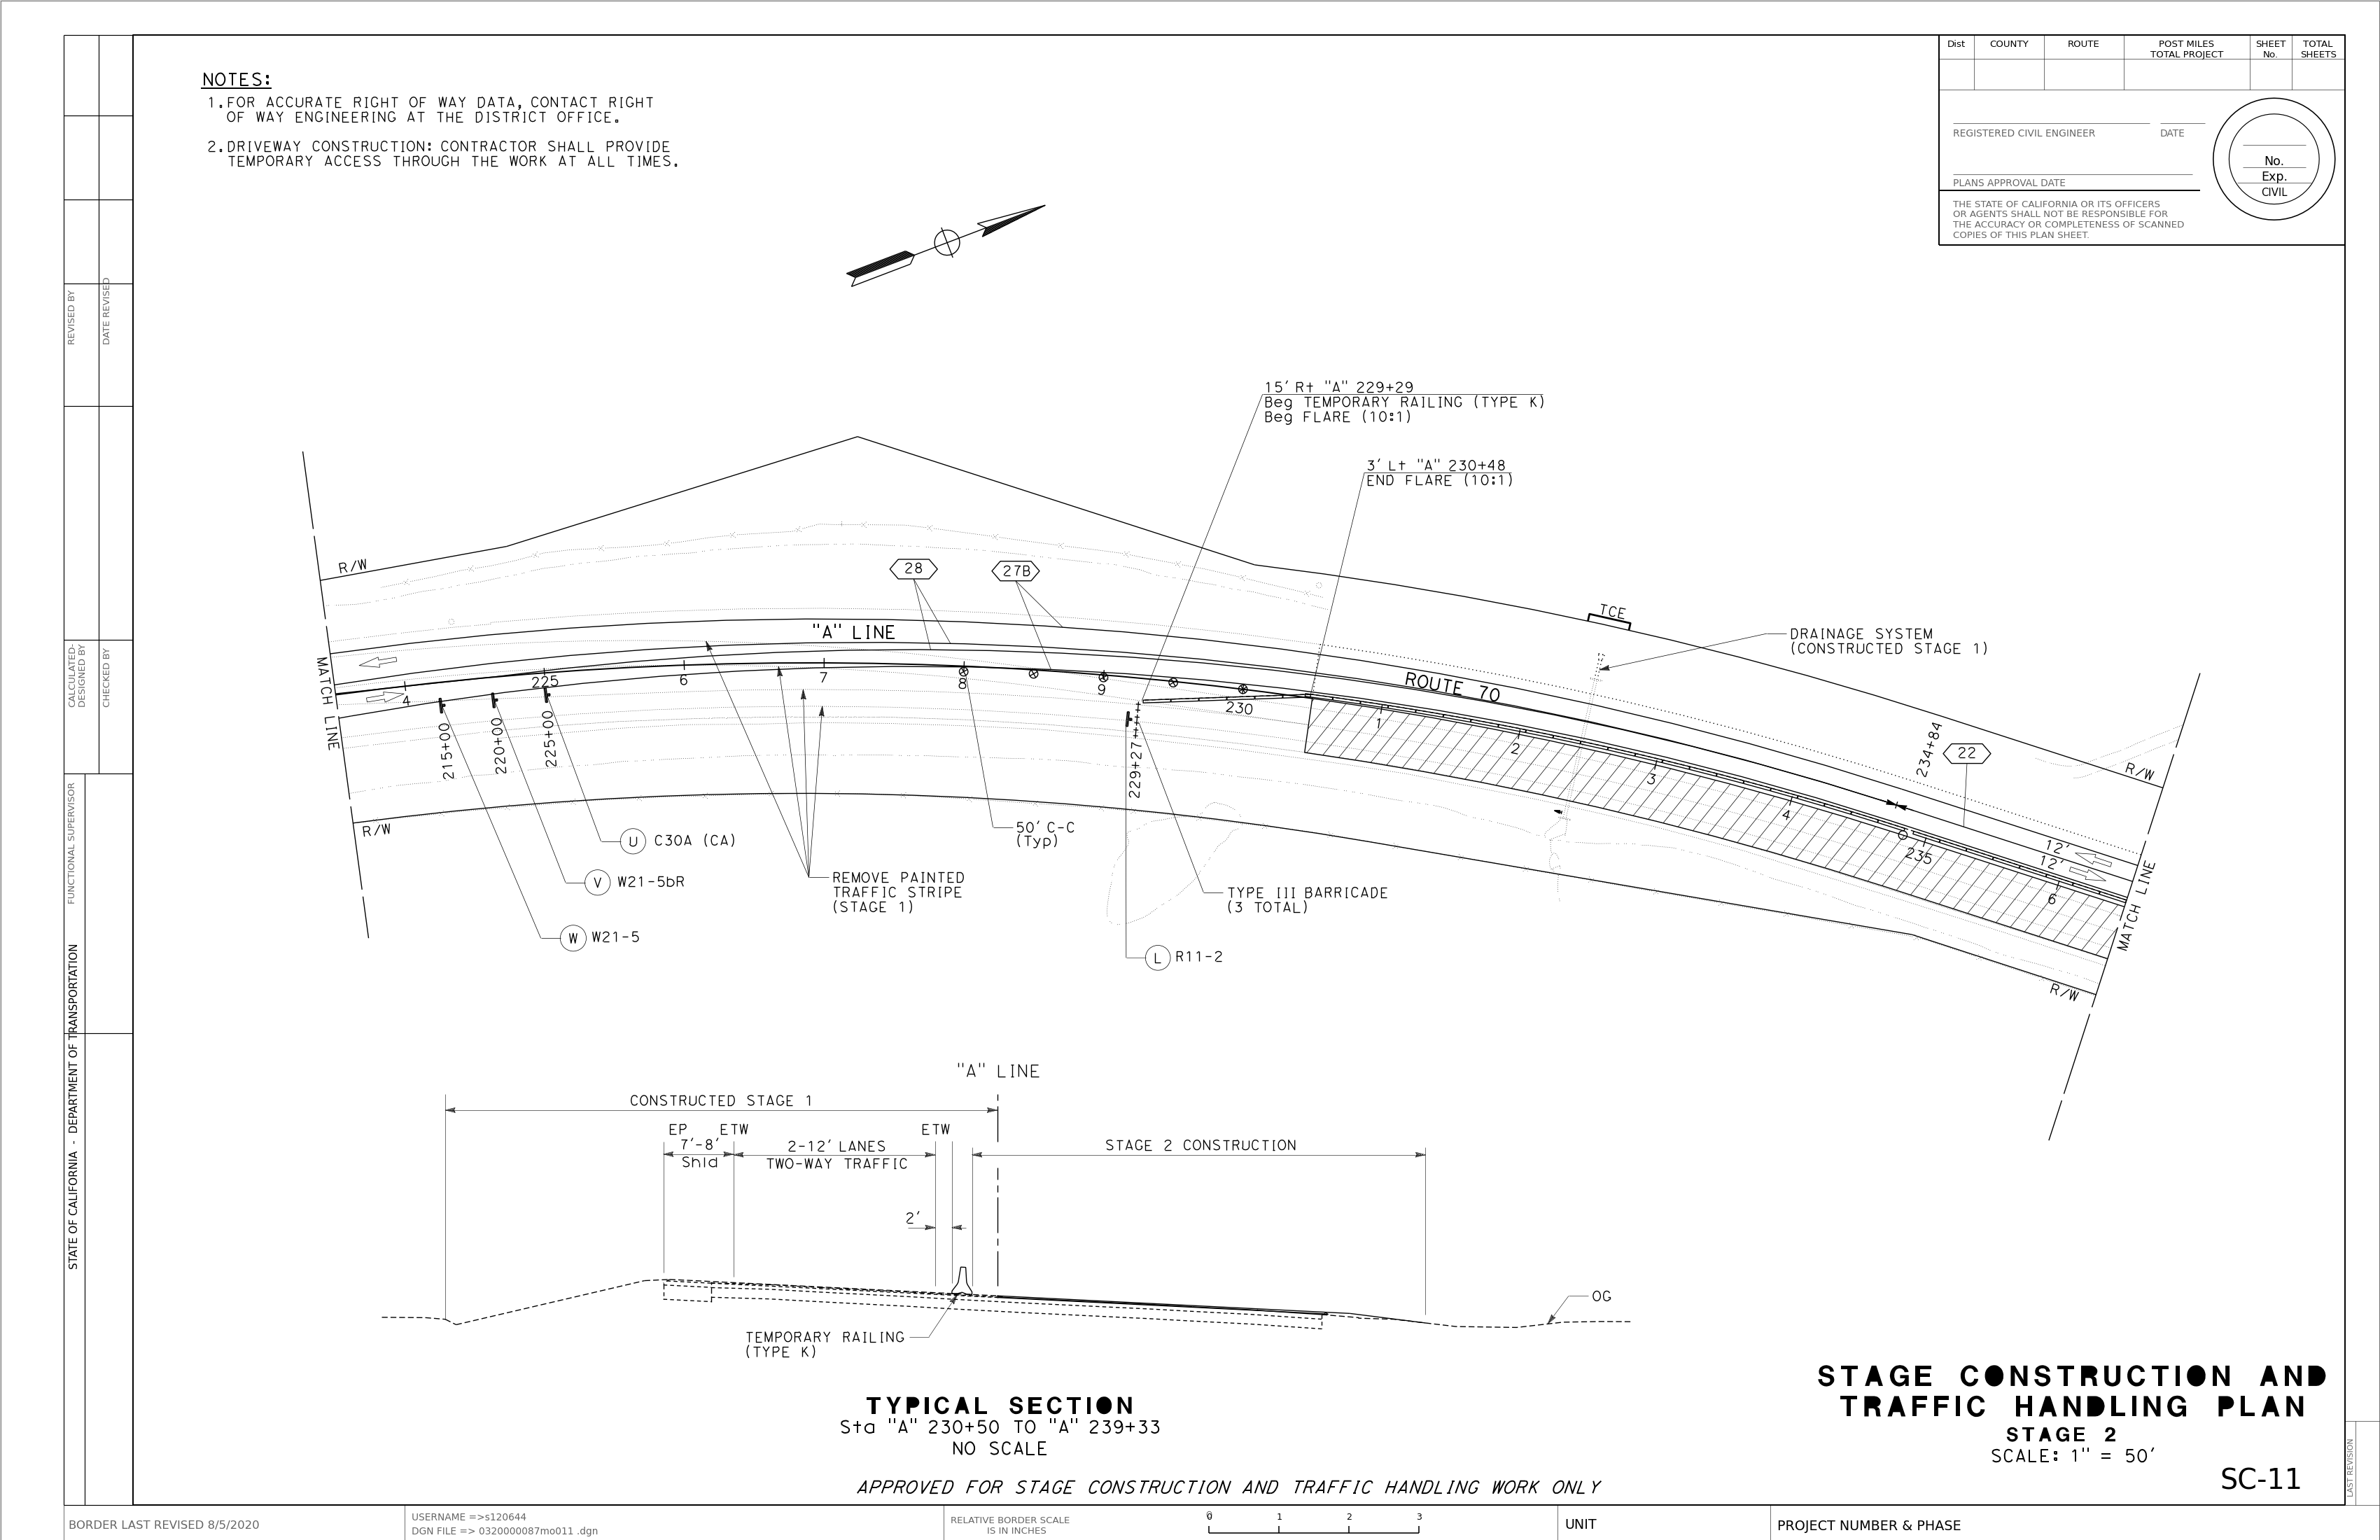 Dist COUNTY ROUTE POST MILES TOTAL PROJECT SHEET No. TOTAL SHEETS
REGISTERED CIVIL ENGINEER DATE
PLANS APPROVAL DATE
No.
Exp.
CIVIL
THE STATE OF CALIFORNIA OR ITS OFFICERS
OR AGENTS SHALL NOT BE RESPONSIBLE FOR
THE ACCURACY OR COMPLETENESS OF SCANNED
COPIES OF THIS PLAN SHEET.
NOTES:
1. FOR ACCURATE RIGHT OF WAY DATA, CONTACT RIGHT
OF WAY ENGINEERING AT THE DISTRICT OFFICE.
2. DRIVEWAY CONSTRUCTION: CONTRACTOR SHALL PROVIDE
TEMPORARY ACCESS THROUGH THE WORK AT ALL TIMES.
REVISED BY
DATE REVISED
CALCULATED-
DESIGNED BY
CHECKED BY
FUNCTIONAL SUPERVISOR
STATE OF CALIFORNIA - DEPARTMENT OF TRANSPORTATION
15' Rt "A" 229+29
Beg TEMPORARY RAILING (TYPE K)
Beg FLARE (10:1)
3' Lt "A" 230+48
END FLARE (10:1)
R/W
28
27B
TCE
DRAINAGE SYSTEM
(CONSTRUCTED STAGE 1)
"A" LINE
MATCH LINE
ROUTE 70
4
225
6
7
8
9
230
1
2
3
4
235
6
215+00
220+00
225+00
229+27
234+84
22
R/W
12'
12'
MATCH LINE
R/W
R/W
U C30A (CA)
V W21-5bR
W W21-5
REMOVE PAINTED
TRAFFIC STRIPE
(STAGE 1)
50' C-C
(Typ)
TYPE III BARRICADE
(3 TOTAL)
L R11-2
"A" LINE
CONSTRUCTED STAGE 1
EP ETW ETW
7'-8'
Shld
2-12' LANES
TWO-WAY TRAFFIC
STAGE 2 CONSTRUCTION
2'
OG
TEMPORARY RAILING
(TYPE K)
TYPICAL SECTION
Sta "A" 230+50 TO "A" 239+33
NO SCALE
STAGE CONSTRUCTION AND
TRAFFIC HANDLING PLAN
STAGE 2
SCALE: 1" = 50'
SC-11
APPROVED FOR STAGE CONSTRUCTION AND TRAFFIC HANDLING WORK ONLY
LAST REVISION
BORDER LAST REVISED 8/5/2020
USERNAME =>s120644
DGN FILE => 0320000087mo011 .dgn
RELATIVE BORDER SCALE
IS IN INCHES
0 1 2 3
UNIT
PROJECT NUMBER & PHASE